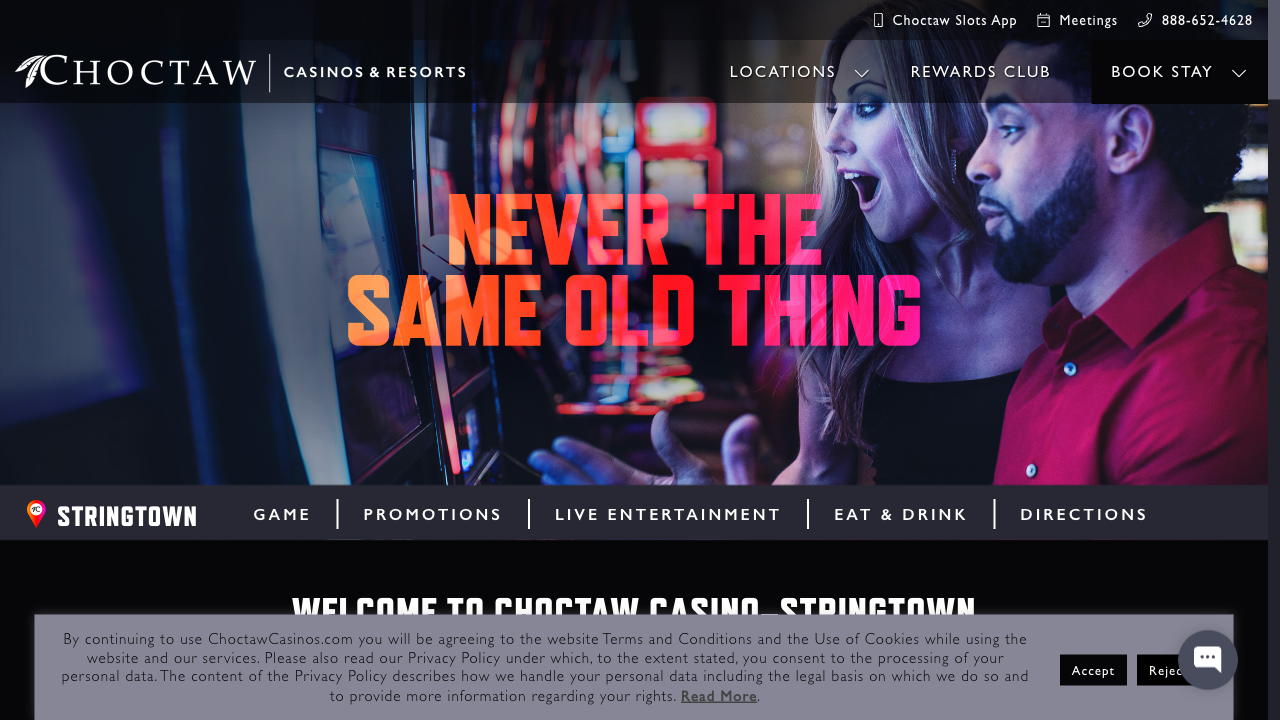 Choctaw Slots App
Meetings
888-652-4628
CHOCTAW
CASINOS & RESORTS
LOCATIONS
REWARDS CLUB
BOOK STAY
NEVER THE
SAME OLD THING
STRINGTOWN
GAME
PROMOTIONS
LIVE ENTERTAINMENT
EAT & DRINK
DIRECTIONS
WELCOME TO CHOCTAW CASINO–STRINGTOWN
By continuing to use ChoctawCasinos.com you will be agreeing to the website Terms and Conditions and the Use of Cookies while using the
website and our services. Please also read our Privacy Policy under which, to the extent stated, you consent to the processing of your
personal data. The content of the Privacy Policy describes how we handle your personal data including the legal basis on which we do so and
to provide more information regarding your rights. Read More.
Accept